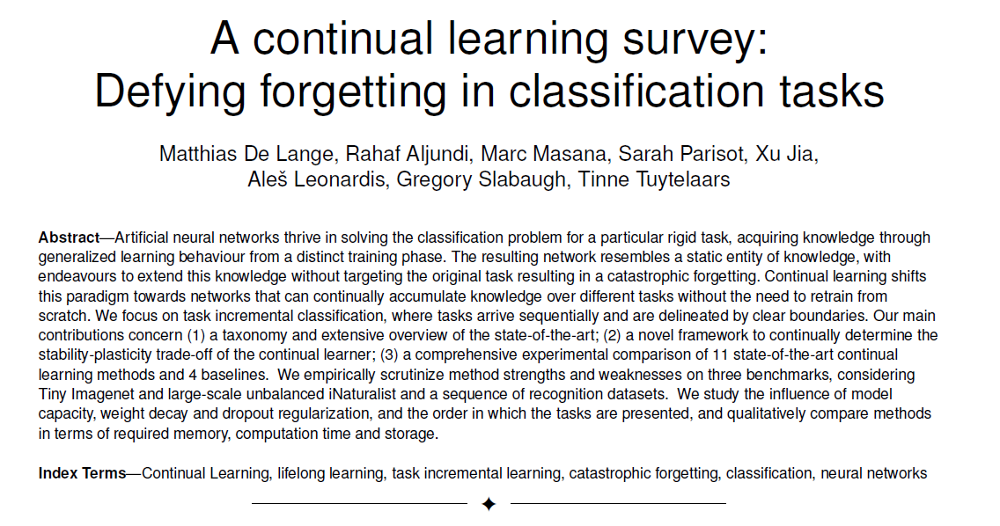 A continual learning survey:
Defying forgetting in classification tasks
Matthias De Lange, Rahaf Aljundi, Marc Masana, Sarah Parisot, Xu Jia,
Aleš Leonardis, Gregory Slabaugh, Tinne Tuytelaars
Abstract—Artificial neural networks thrive in solving the classification problem for a particular rigid task, acquiring knowledge through
generalized learning behaviour from a distinct training phase. The resulting network resembles a static entity of knowledge, with
endeavours to extend this knowledge without targeting the original task resulting in a catastrophic forgetting. Continual learning shifts
this paradigm towards networks that can continually accumulate knowledge over different tasks without the need to retrain from
scratch. We focus on task incremental classification, where tasks arrive sequentially and are delineated by clear boundaries. Our main
contributions concern (1) a taxonomy and extensive overview of the state-of-the-art; (2) a novel framework to continually determine the
stability-plasticity trade-off of the continual learner; (3) a comprehensive experimental comparison of 11 state-of-the-art continual
learning methods and 4 baselines. We empirically scrutinize method strengths and weaknesses on three benchmarks, considering
Tiny Imagenet and large-scale unbalanced iNaturalist and a sequence of recognition datasets. We study the influence of model
capacity, weight decay and dropout regularization, and the order in which the tasks are presented, and qualitatively compare methods
in terms of required memory, computation time and storage.
Index Terms—Continual Learning, lifelong learning, task incremental learning, catastrophic forgetting, classification, neural networks